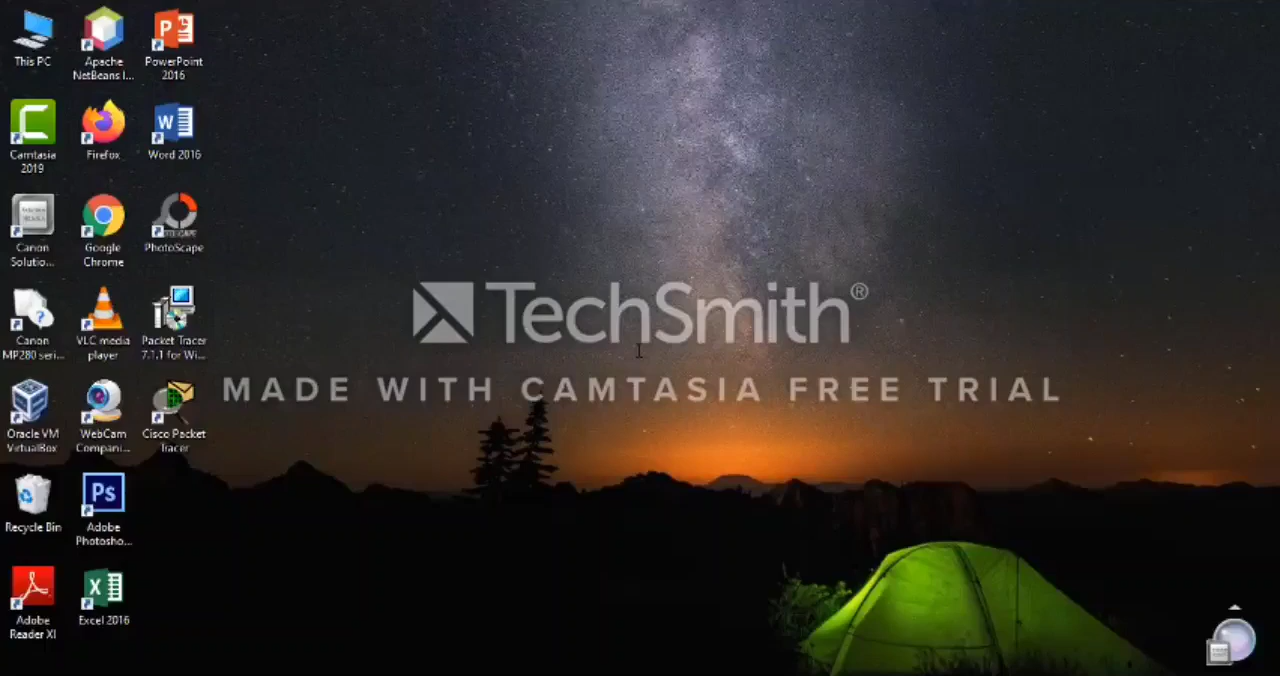 This PC
Apache
NetBeans I...
PowerPoint
2016
Camtasia
2019
Firefox
Word 2016
Canon
Solutio...
Google
Chrome
PhotoScape
TechSmith®
MADE WITH CAMTASIA FREE TRIAL
Canon
MP280 seri...
VLC media
player
Packet Tracer
7.1.1 for Wi...
Oracle VM
VirtualBox
WebCam
Compani...
Cisco Packet
Tracer
Recycle Bin
Ps
Adobe
Photosho...
Adobe
Reader XI
Excel 2016